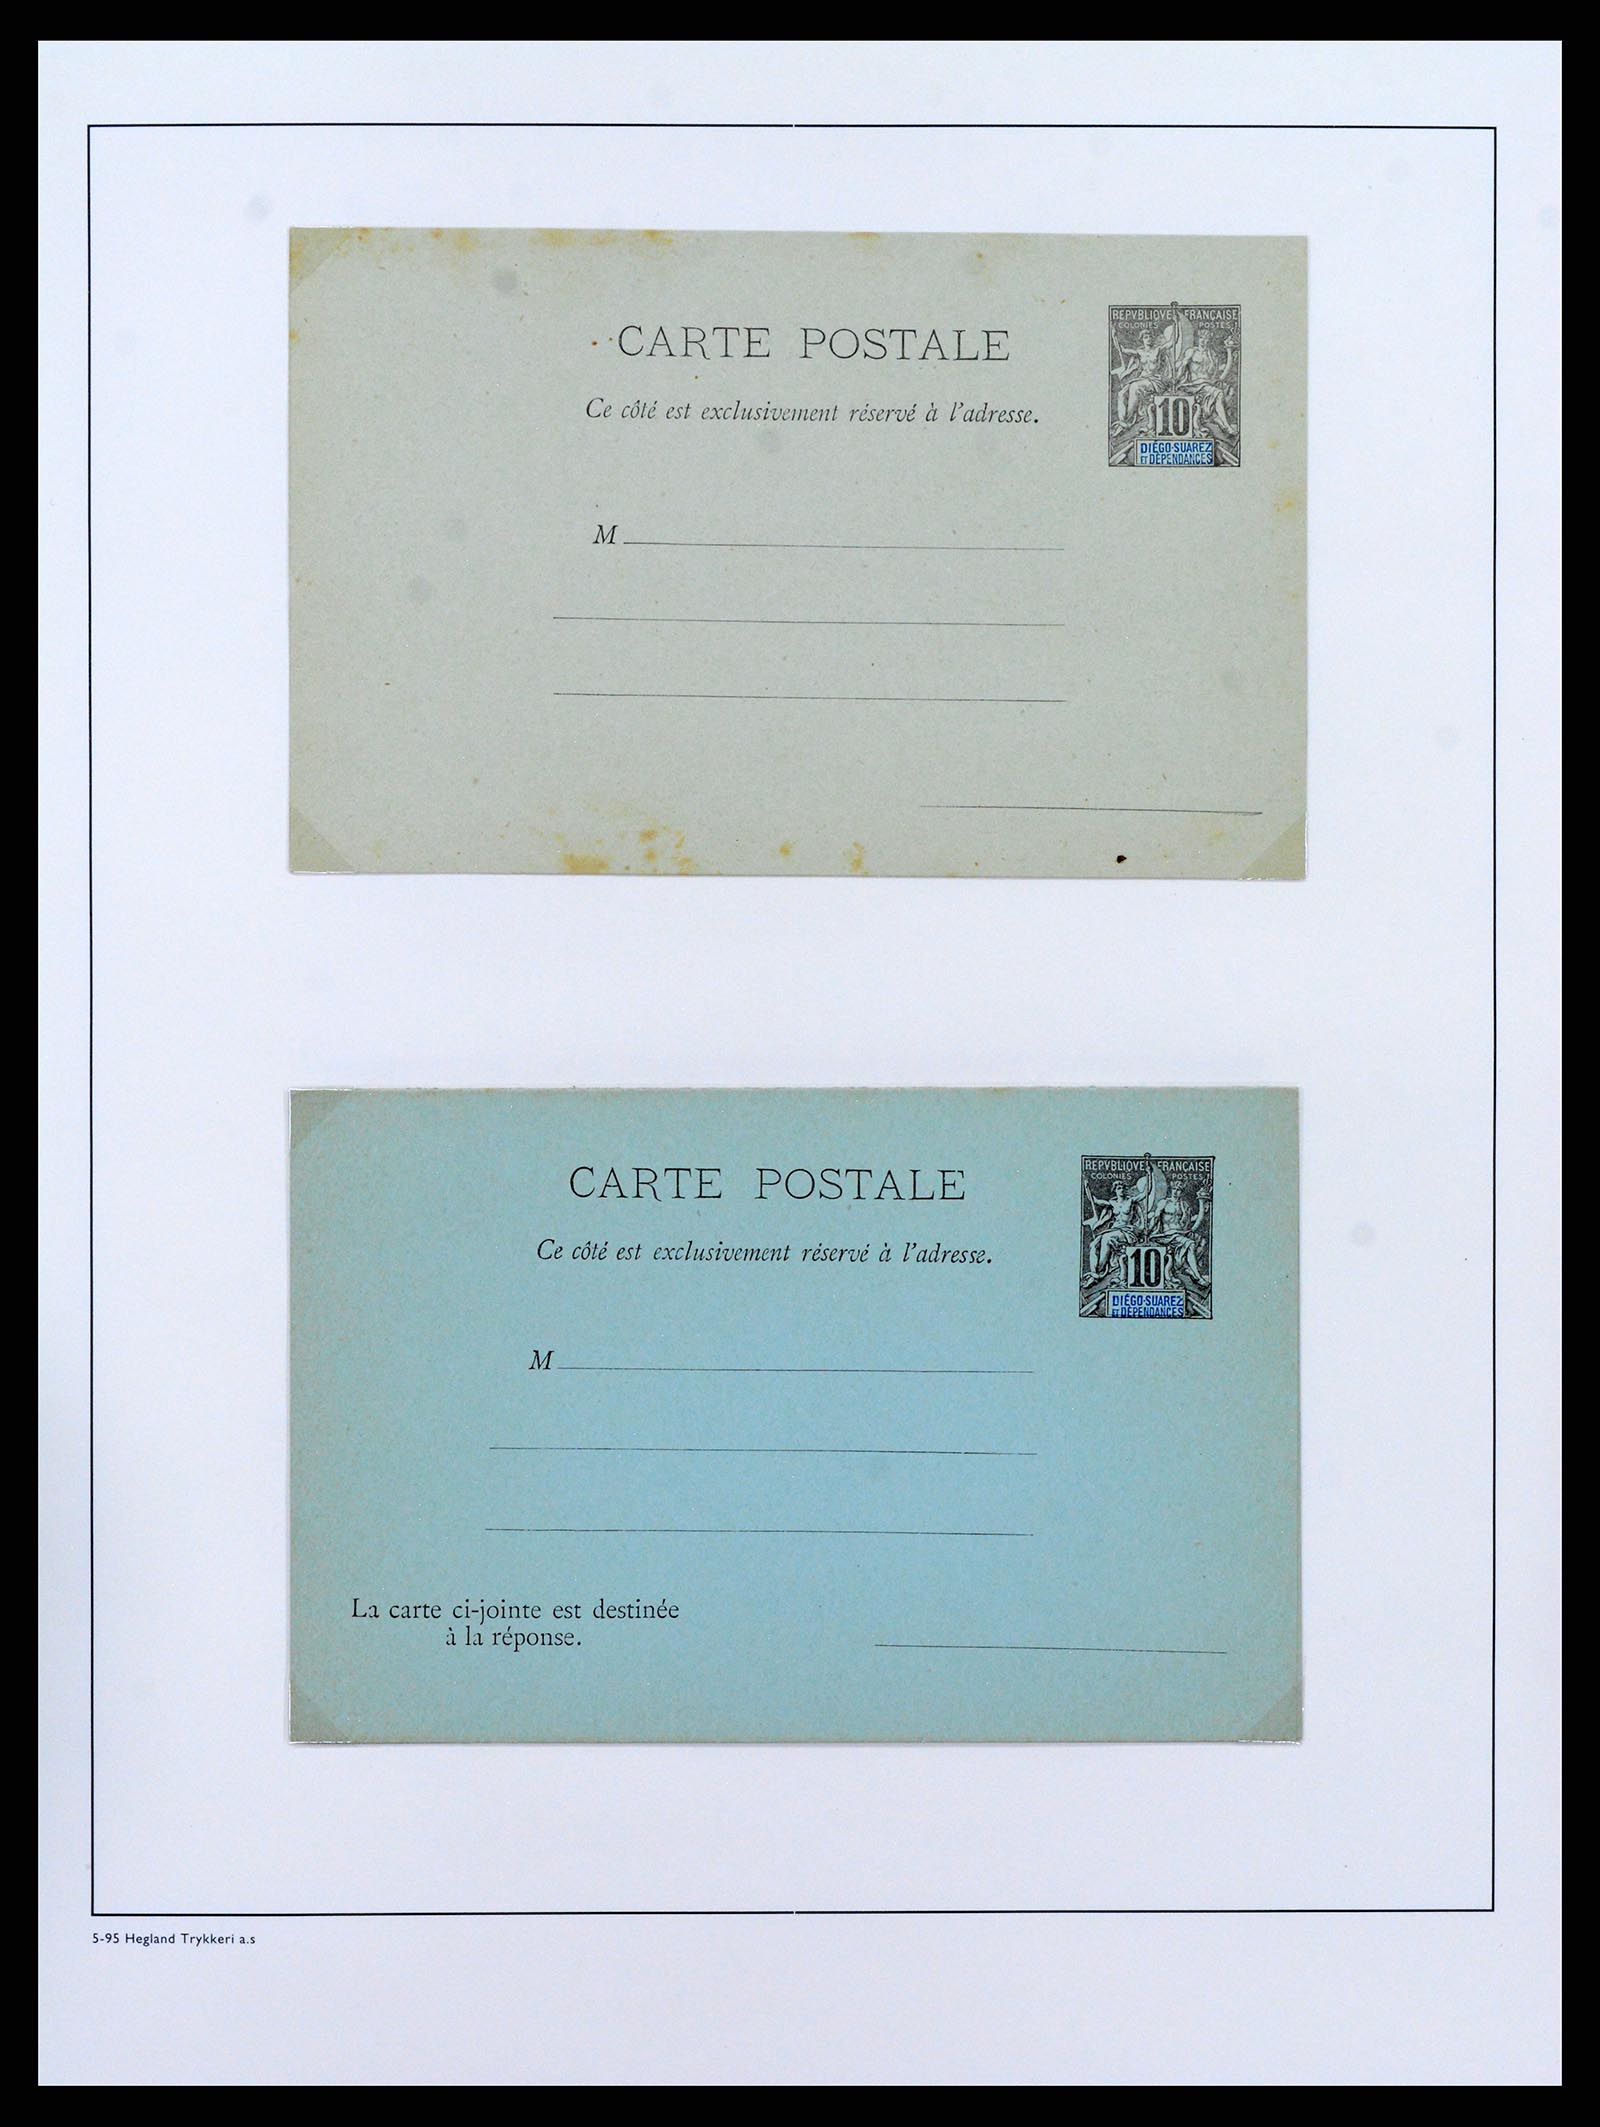 CARTE POSTALE
REPVBLIQVE FRANÇAISE
COLONIES POSTES
Ce côté est exclusivement réservé à l'adresse.
10
DIÉGO-SUAREZ
ET DÉPENDANCES
M
CARTE POSTALE
REPVBLIQVE FRANÇAISE
COLONIES POSTES
Ce côté est exclusivement réservé à l'adresse.
10
DIÉGO-SUAREZ
ET DÉPENDANCES
M
La carte ci-jointe est destinée
à la réponse.
5-95 Hegland Trykkeri a.s